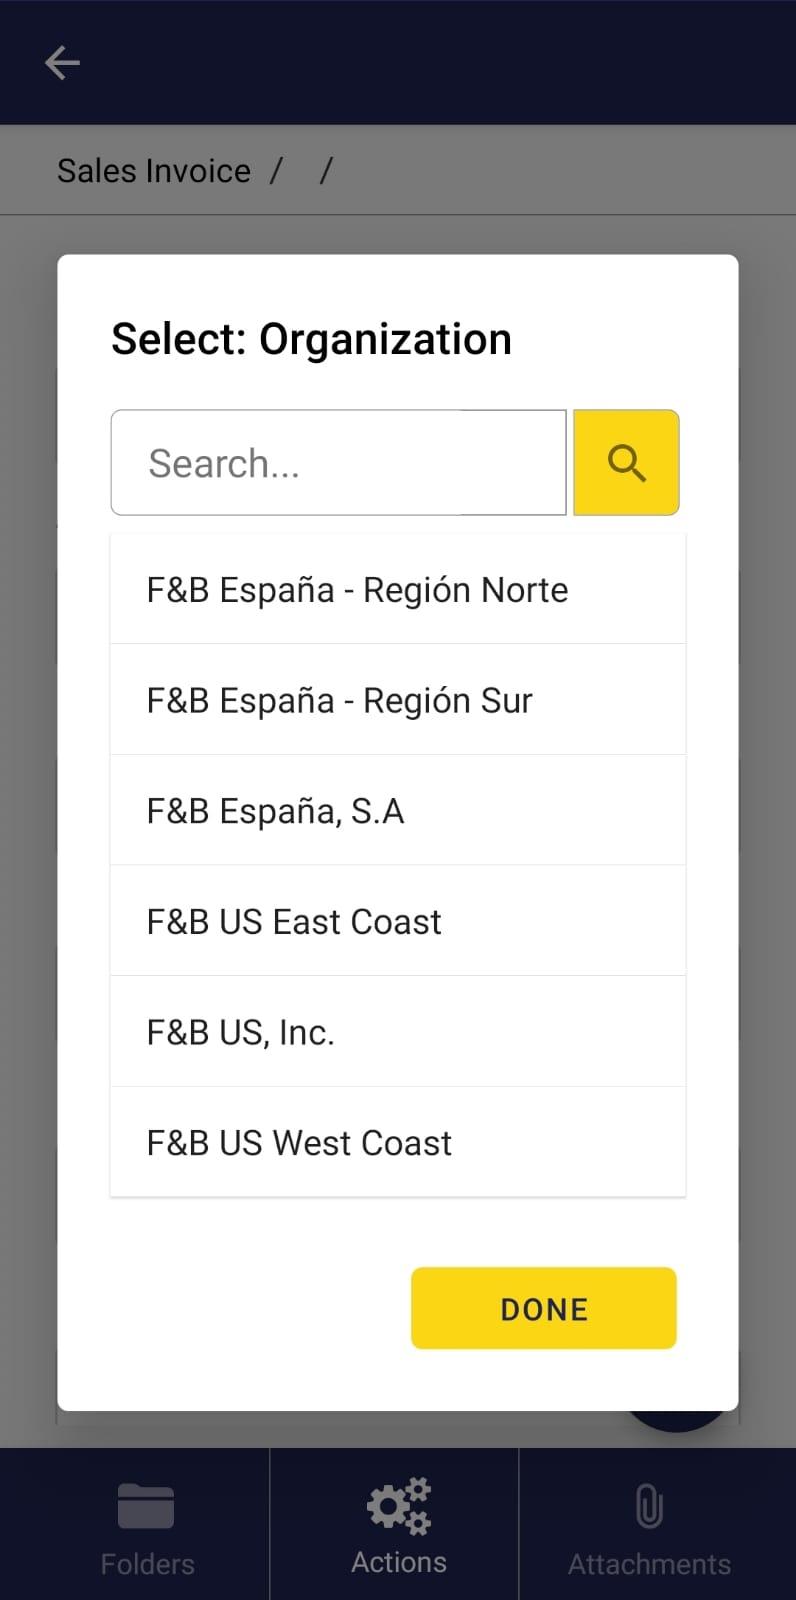 Sales Invoice / /
Select: Organization
Search...
F&B España - Región Norte
F&B España - Región Sur
F&B España, S.A
F&B US East Coast
F&B US, Inc.
F&B US West Coast
DONE
Folders
Actions
Attachments